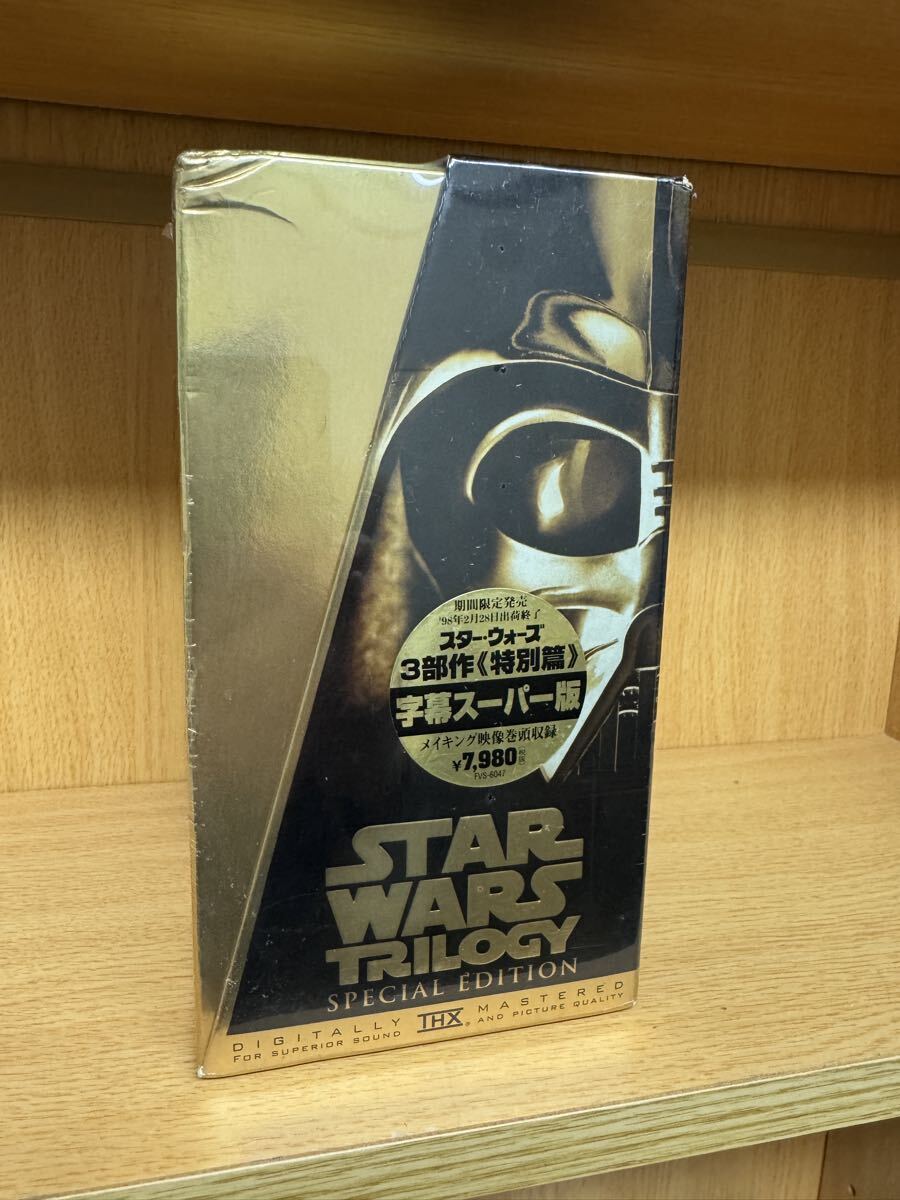 期間限定発売
'98年2月28日出荷終了
スター・ウォーズ
3部作《特別篇》
字幕スーパー版
メイキング映像巻頭収録
¥7,980
FVS-6047
STAR
WARS
TRILOGY
SPECIAL EDITION
DIGITALLY THX® MASTERED
FOR SUPERIOR SOUND AND PICTURE QUALITY